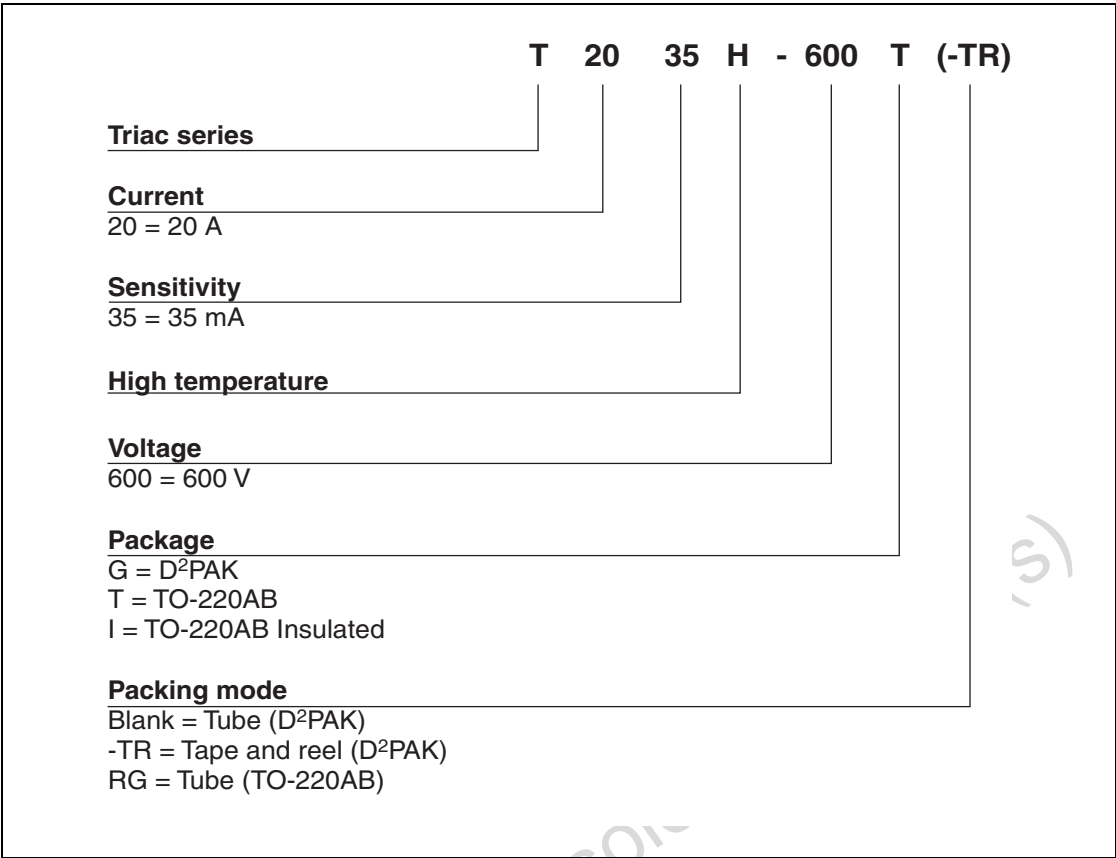 T 20 35 H - 600 T (-TR)
Triac series
Current
20 = 20 A
Sensitivity
35 = 35 mA
High temperature
Voltage
600 = 600 V
Package
G = D²PAK
T = TO-220AB
I = TO-220AB Insulated
Packing mode
Blank = Tube (D²PAK)
-TR = Tape and reel (D²PAK)
RG = Tube (TO-220AB)